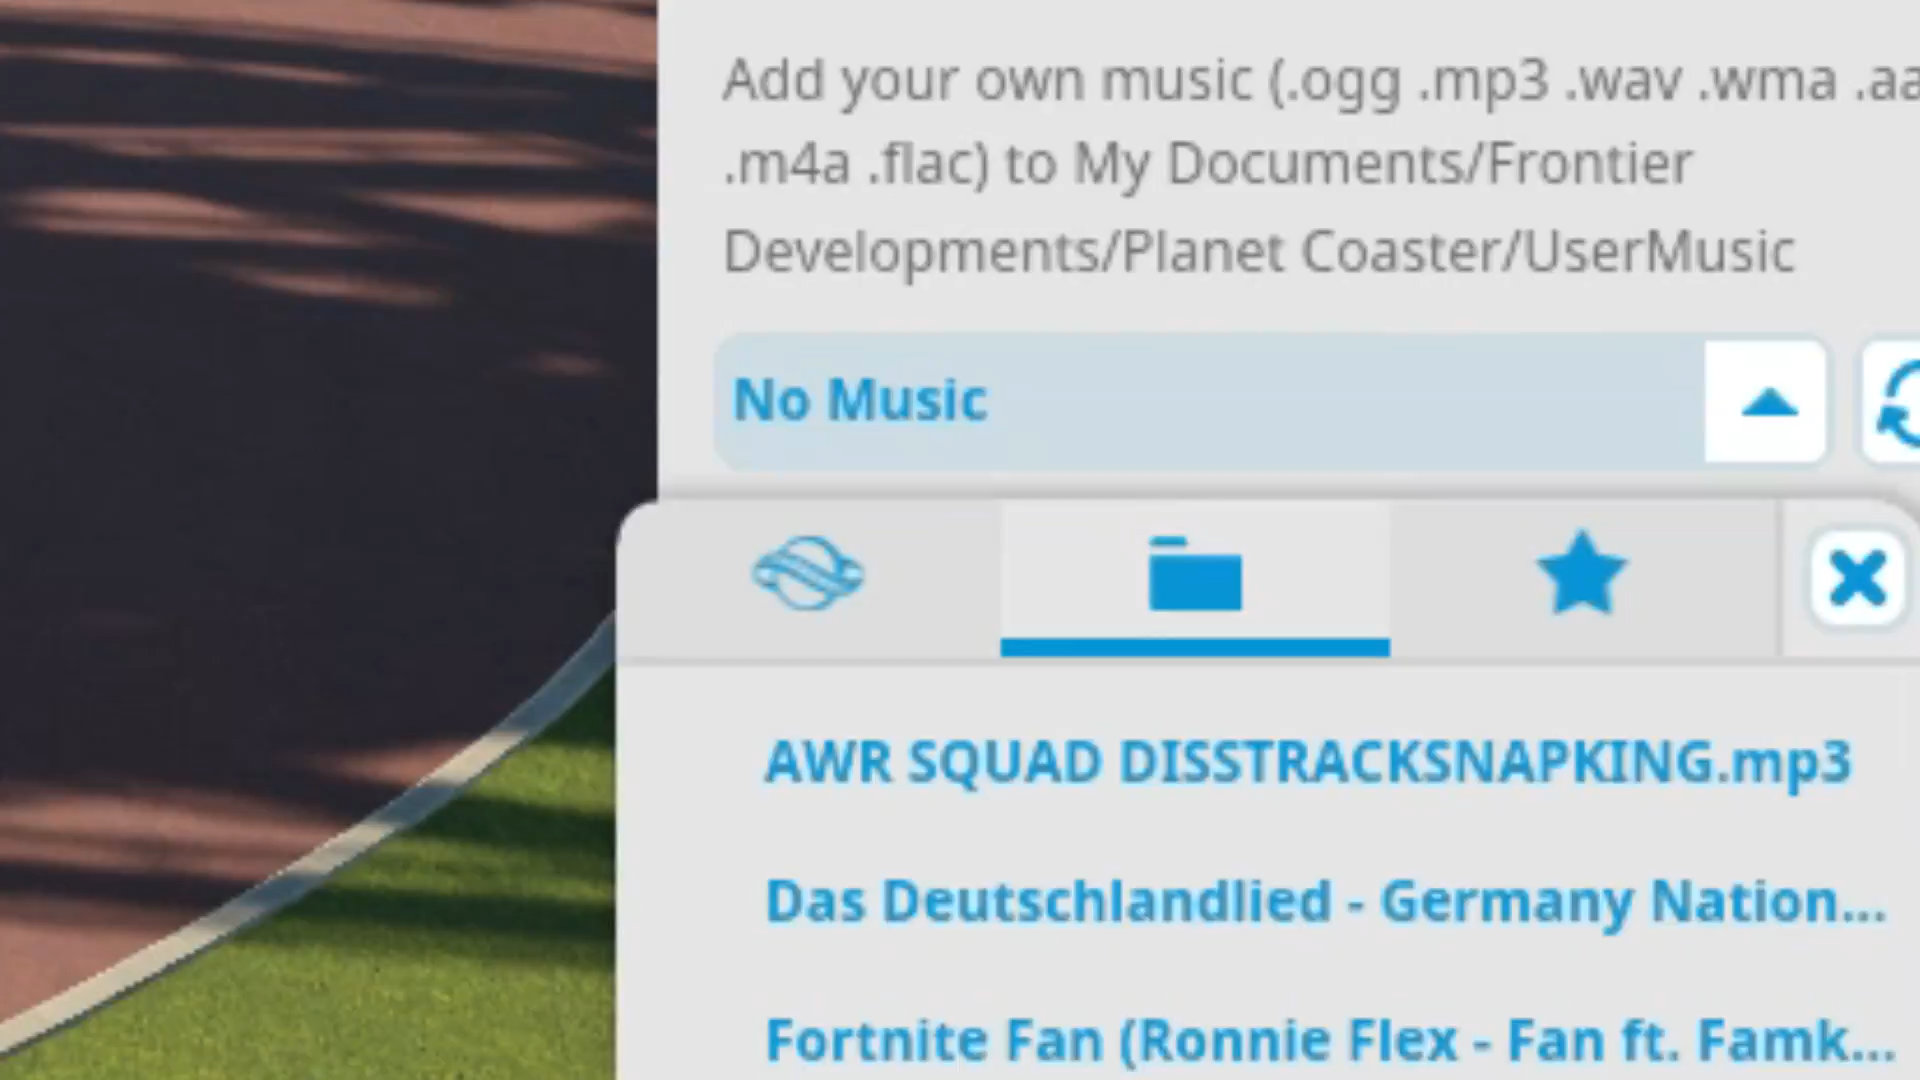 Add your own music (.ogg .mp3 .wav .wma .aa
.m4a .flac) to My Documents/Frontier
Developments/Planet Coaster/UserMusic
No Music
AWR SQUAD DISSTRACKSNAPKING.mp3
Das Deutschlandlied - Germany Nation...
Fortnite Fan (Ronnie Flex - Fan ft. Famk...